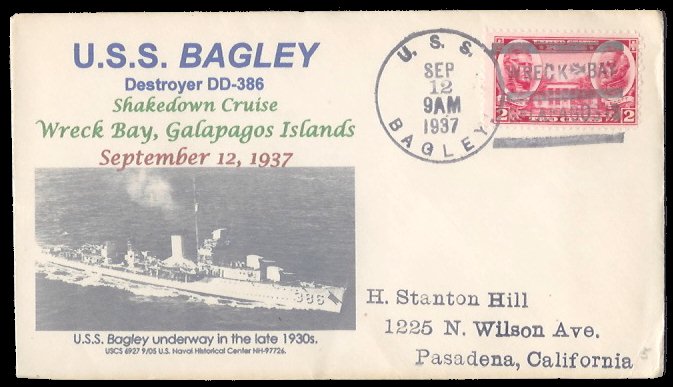 U.S.S. BAGLEY
Destroyer DD-386
Shakedown Cruise
Wreck Bay, Galapagos Islands
September 12, 1937
386
U.S.S. Bagley underway in the late 1930s.
USCS 6927 9/05 U.S. Naval Historical Center NH-97726.
U. S. S. BAGLEY
SEP
12
9AM
1937
WRECK BAY
2 TWO CENTS 2
H. Stanton Hill
1225 N. Wilson Ave.
Pasadena, California